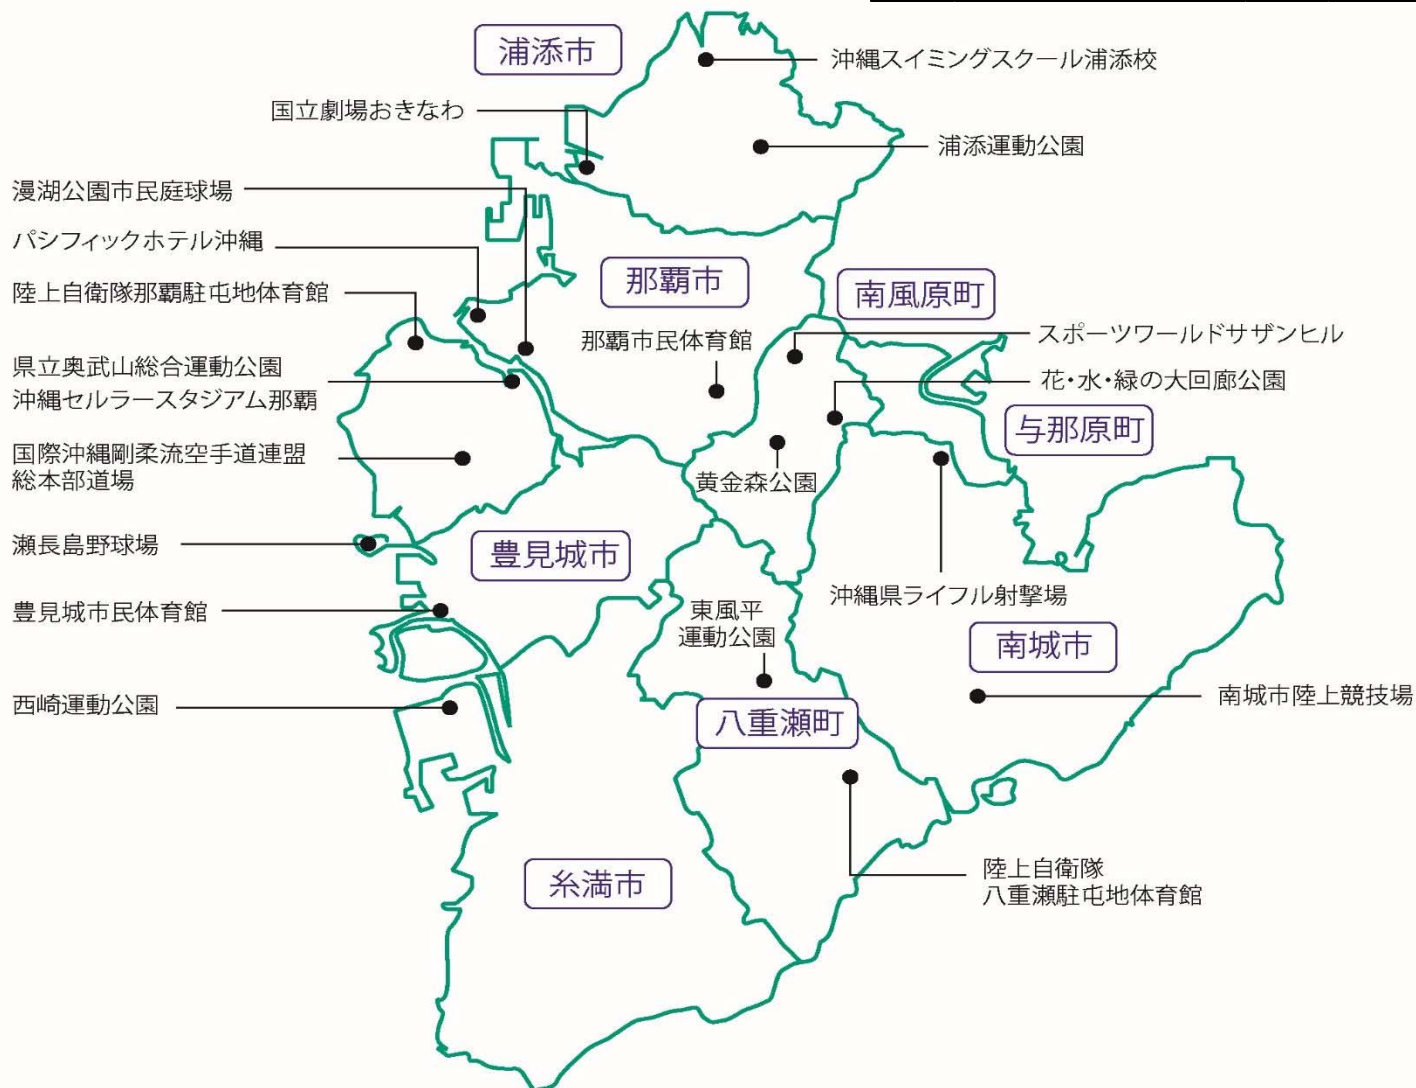 浦添市
沖縄スイミングスクール浦添校
国立劇場おきなわ
浦添運動公園
漫湖公園市民庭球場
パシフィックホテル沖縄
那覇市
南風原町
陸上自衛隊那覇駐屯地体育館
那覇市民体育館
スポーツワールドサザンヒル
県立奥武山総合運動公園
沖縄セルラースタジアム那覇
花・水・緑の大回廊公園
与那原町
国際沖縄剛柔流空手道連盟
総本部道場
黄金森公園
瀬長島野球場
豊見城市
沖縄県ライフル射撃場
豊見城市民体育館
東風平
運動公園
南城市
西崎運動公園
南城市陸上競技場
八重瀬町
糸満市
陸上自衛隊
八重瀬駐屯地体育館